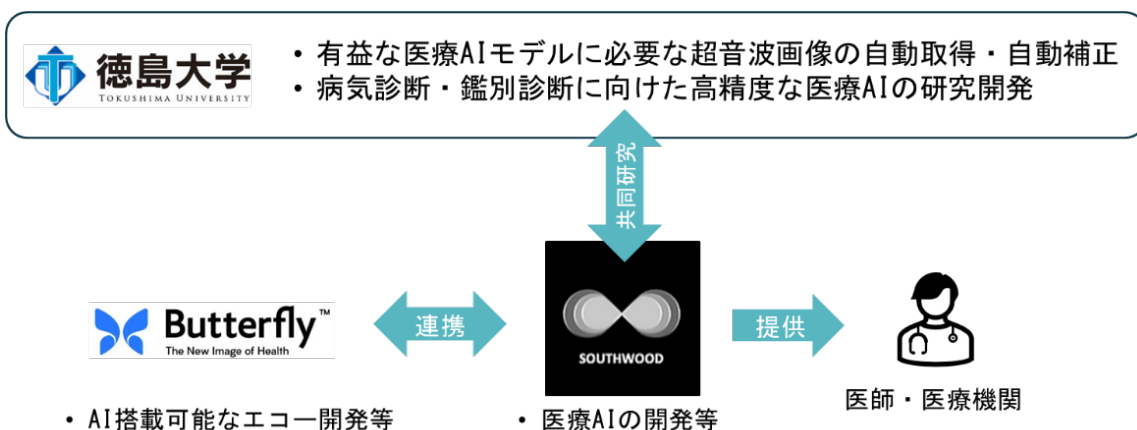 徳島大学
TOKUSHIMA UNIVERSITY
• 有益な医療AIモデルに必要な超音波画像の自動取得・自動補正
• 病気診断・鑑別診断に向けた高精度な医療AIの研究開発
共同研究
Butterfly™
The New Image of Health
連携
SOUTHWOOD
提供
• AI搭載可能なエコー開発等
• 医療AIの開発等
医師・医療機関